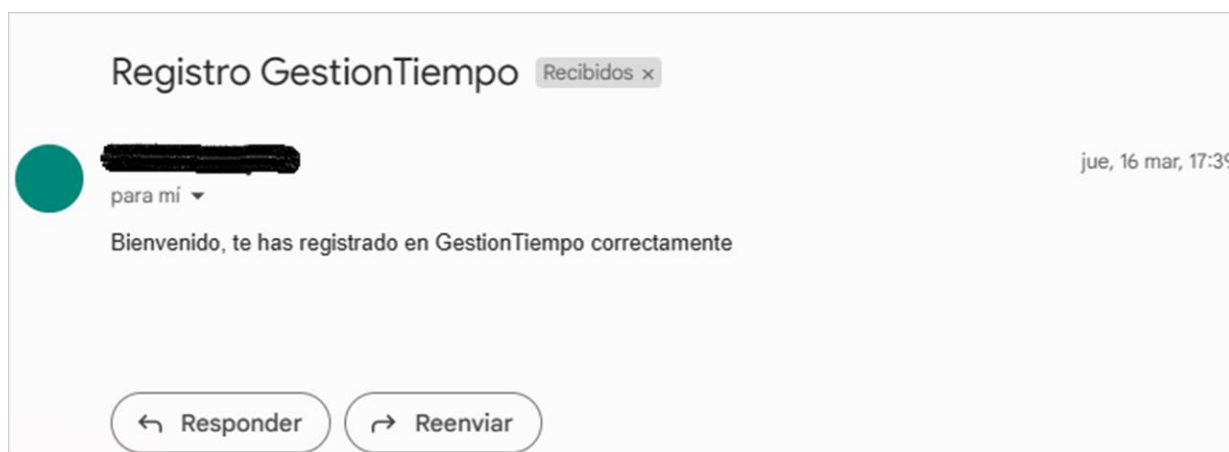 Registro GestionTiempo Recibidos ×
jue, 16 mar, 17:39
para mí
Bienvenido, te has registrado en GestionTiempo correctamente
Responder Reenviar